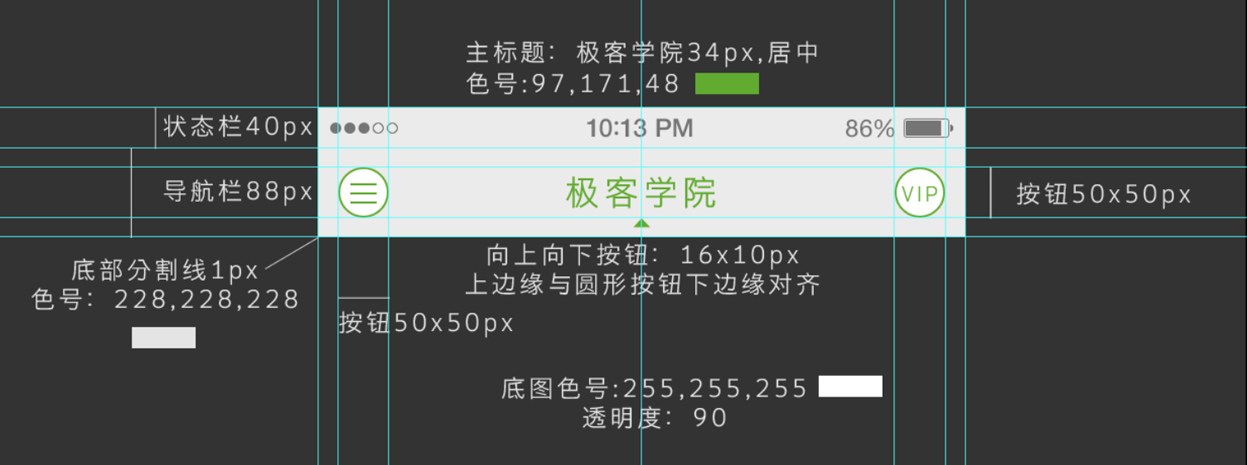 主标题：极客学院34px,居中
色号:97,171,48
状态栏40px
10:13 PM
86%
导航栏88px
极客学院
VIP
按钮50x50px
底部分割线1px
色号：228,228,228
向上向下按钮：16x10px
上边缘与圆形按钮下边缘对齐
按钮50x50px
底图色号:255,255,255
透明度：90